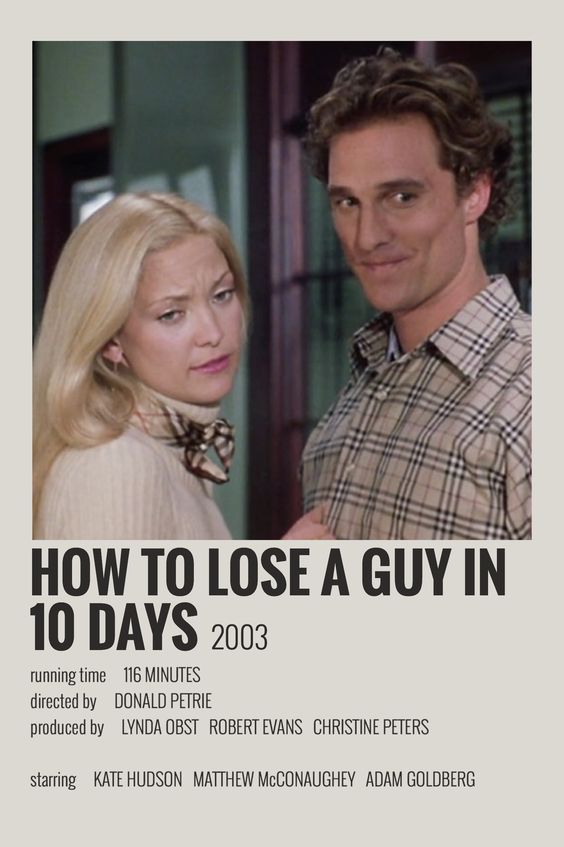 HOW TO LOSE A GUY IN
10 DAYS 2003
running time 116 MINUTES
directed by DONALD PETRIE
produced by LYNDA OBST ROBERT EVANS CHRISTINE PETERS
starring KATE HUDSON MATTHEW McCONAUGHEY ADAM GOLDBERG